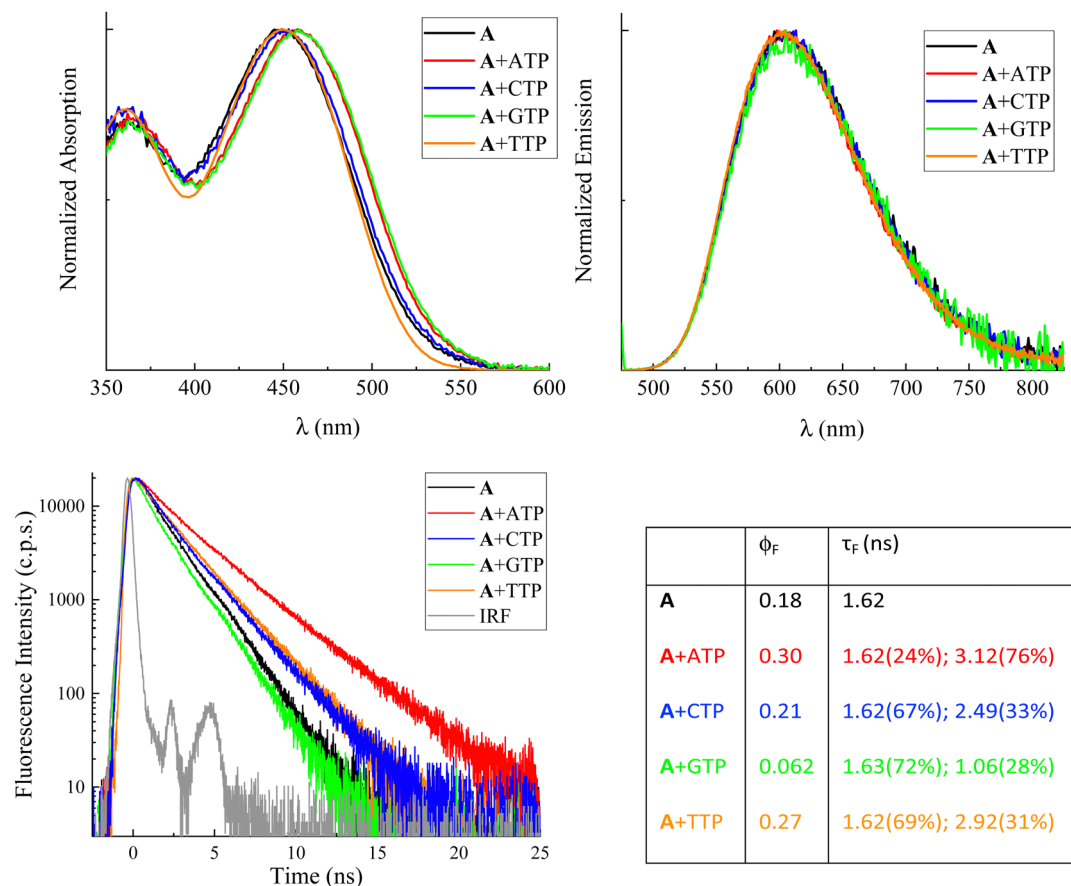 Normalized Absorption
A
A+ATP
A+CTP
A+GTP
A+TTP
350 400 450 500 550 600
λ (nm)
Normalized Emission
A
A+ATP
A+CTP
A+GTP
A+TTP
500 550 600 650 700 750 800
λ (nm)
Fluorescence Intensity (c.p.s.)
10000
1000
100
10
A
A+ATP
A+CTP
A+GTP
A+TTP
IRF
0 5 10 15 20 25
Time (ns)
ϕF τF (ns)
A 0.18 1.62
A+ATP 0.30 1.62(24%); 3.12(76%)
A+CTP 0.21 1.62(67%); 2.49(33%)
A+GTP 0.062 1.63(72%); 1.06(28%)
A+TTP 0.27 1.62(69%); 2.92(31%)